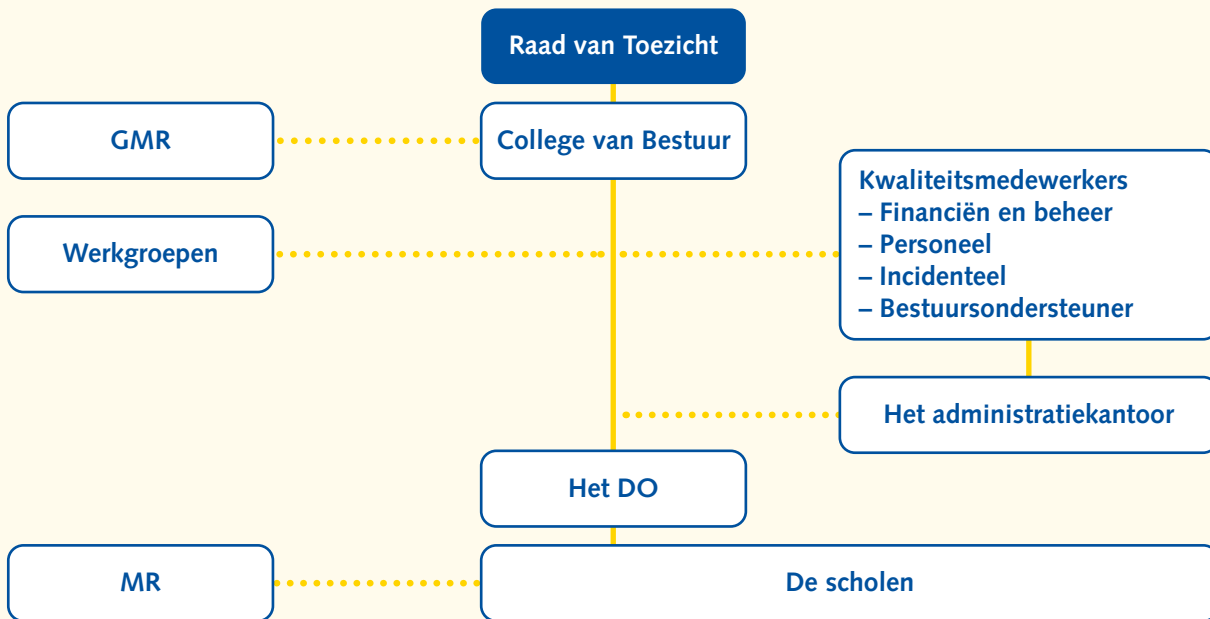 Raad van Toezicht
GMR
College van Bestuur
Werkgroepen
Kwaliteitsmedewerkers
– Financiën en beheer
– Personeel
– Incidenteel
– Bestuursondersteuner
Het administratiekantoor
Het DO
MR
De scholen